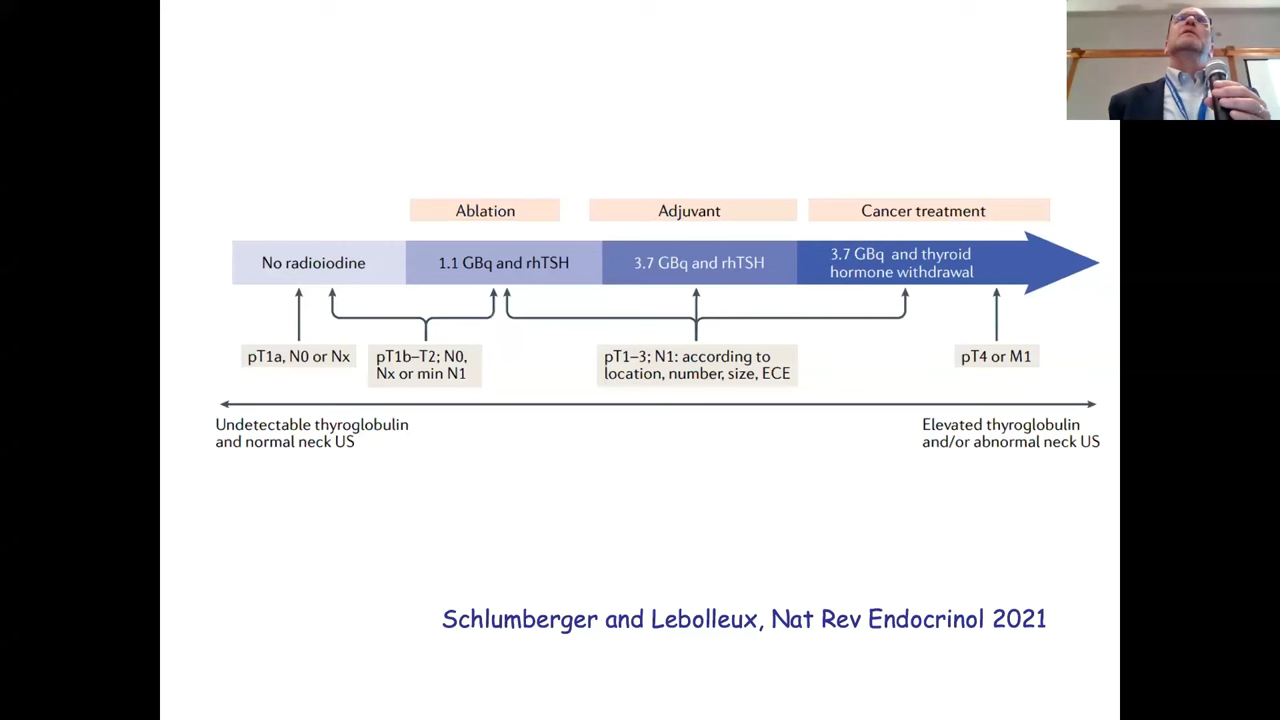 Ablation
Adjuvant
Cancer treatment
No radioiodine
1.1 GBq and rhTSH
3.7 GBq and rhTSH
3.7 GBq and thyroid
hormone withdrawal
pT1a, N0 or Nx
pT1b–T2; N0,
Nx or min N1
pT1–3; N1: according to
location, number, size, ECE
pT4 or M1
Undetectable thyroglobulin
and normal neck US
Elevated thyroglobulin
and/or abnormal neck US
Schlumberger and Lebolleux, Nat Rev Endocrinol 2021